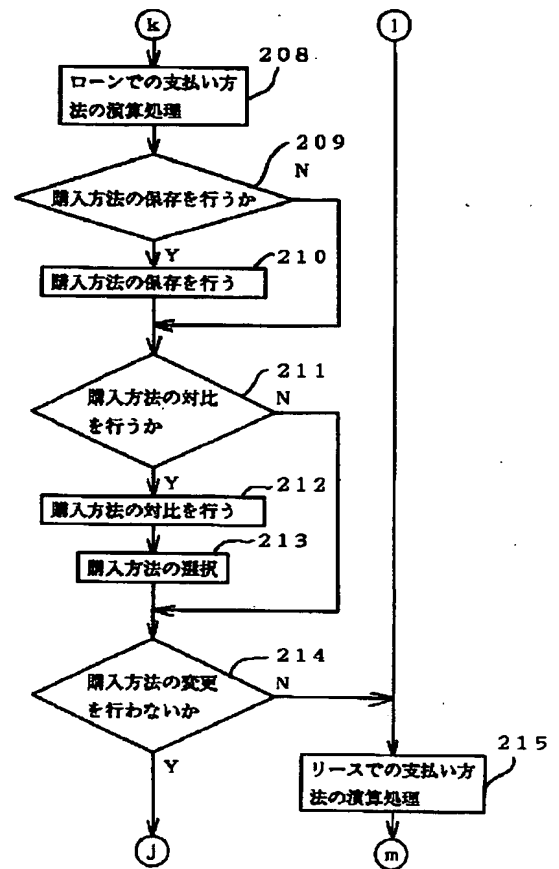 k
1
208
ローンでの支払い方
法の演算処理
209
N
購入方法の保存を行うか
Y
210
購入方法の保存を行う
211
N
購入方法の対比
を行うか
Y
212
購入方法の対比を行う
213
購入方法の選択
214
N
購入方法の変更
を行わないか
Y
215
リースでの支払い方
法の演算処理
j
m